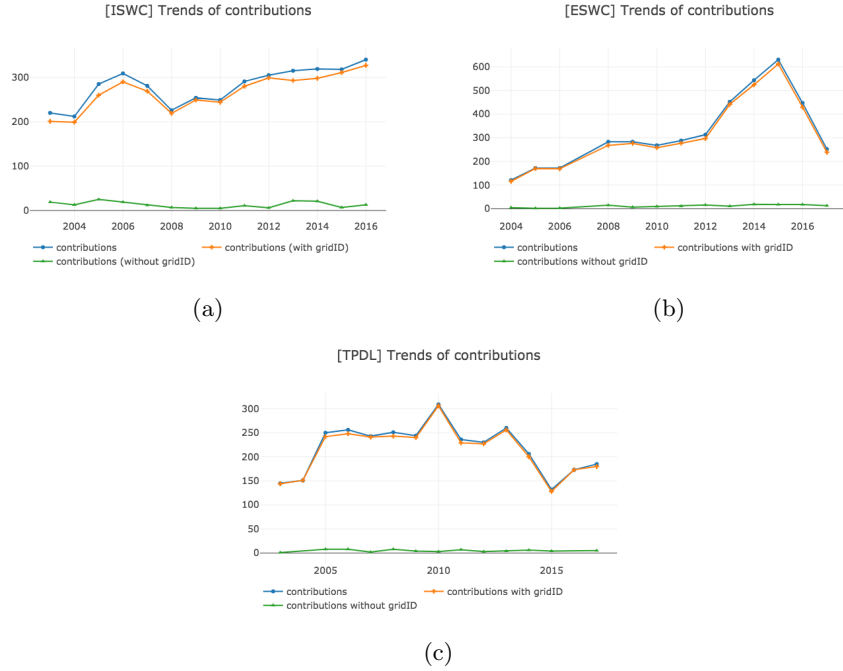 [ISWC] Trends of contributions
300
200
100
0
2004 2006 2008 2010 2012 2014 2016
contributions contributions (with gridID)
contributions (without gridID)
(a)
[ESWC] Trends of contributions
600
500
400
300
200
100
0
2004 2006 2008 2010 2012 2014 2016
contributions contributions with gridID
contributions without gridID
(b)
[TPDL] Trends of contributions
300
250
200
150
100
50
0
2005 2010 2015
contributions contributions with gridID
contributions without gridID
(c)